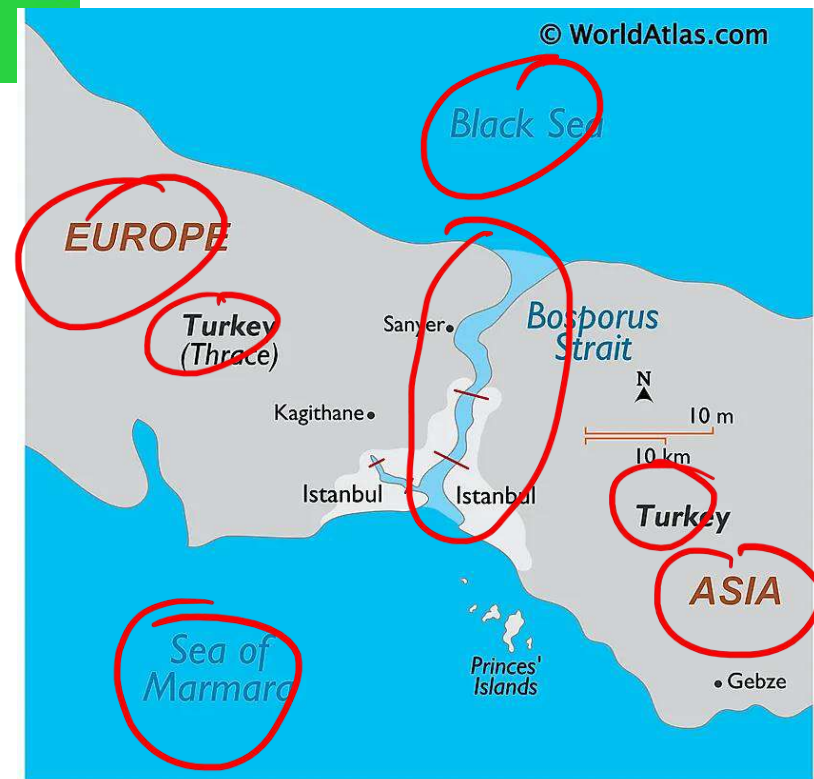 © WorldAtlas.com
Black Sea
EUROPE
Turkey
(Thrace)
Sanyer
Bosporus
Strait
N
10 m
10 km
Kagithane
Istanbul
Istanbul
Turkey
ASIA
Sea of
Marmara
Princes'
Islands
Gebze